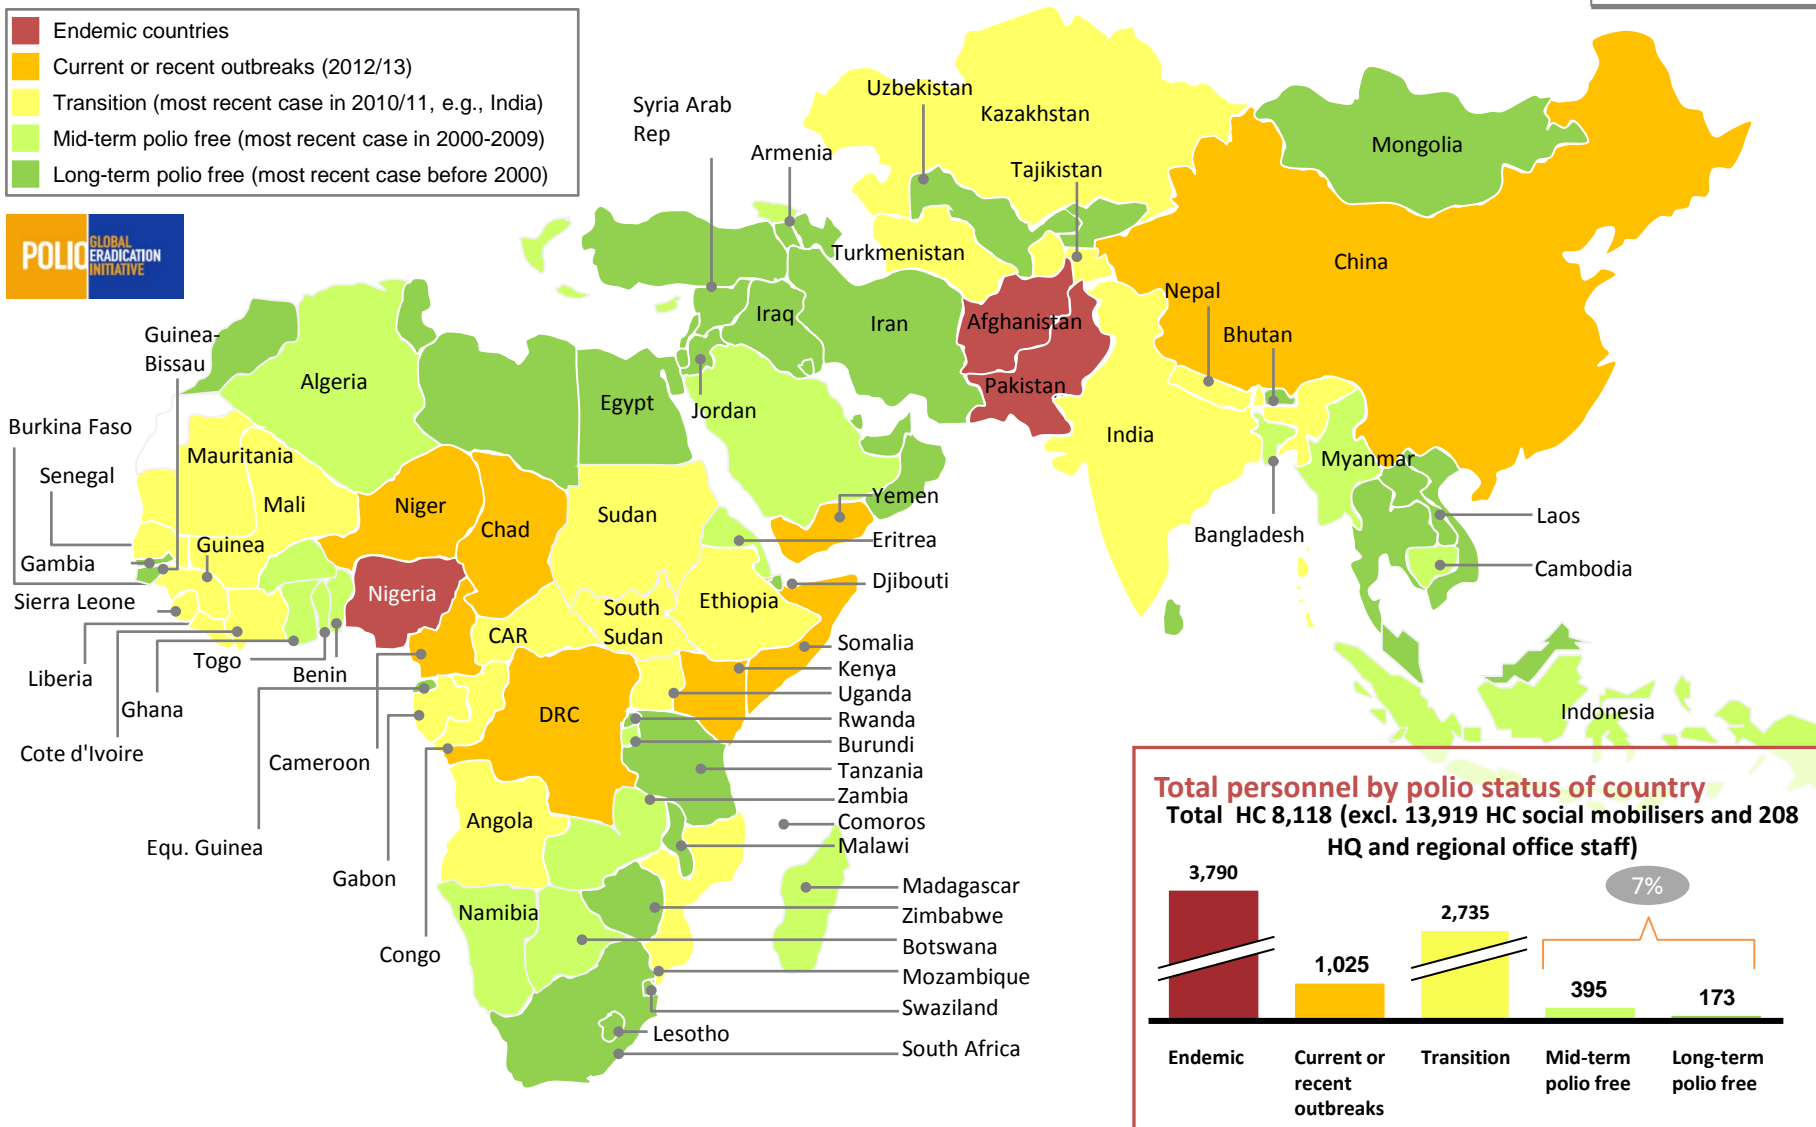 Endemic countries
Current or recent outbreaks (2012/13)
Transition (most recent case in 2010/11, e.g., India)
Mid-term polio free (most recent case in 2000-2009)
Long-term polio free (most recent case before 2000)
POLIO GLOBAL
ERADICATION
INITIATIVE
Syria Arab
Rep
Armenia
Uzbekistan
Kazakhstan
Tajikistan
Mongolia
Turkmenistan
China
Nepal
Bhutan
Iraq
Iran
Afghanistan
Pakistan
India
Myanmar
Bangladesh
Laos
Cambodia
Indonesia
Guinea-
Bissau
Algeria
Egypt
Jordan
Burkina Faso
Senegal
Mauritania
Mali
Niger
Chad
Sudan
Yemen
Eritrea
Djibouti
Gambia
Guinea
Sierra Leone
Nigeria
CAR
South
Sudan
Ethiopia
Somalia
Kenya
Uganda
Rwanda
Burundi
Tanzania
Zambia
Comoros
Malawi
Liberia
Togo
Benin
Ghana
Cote d'Ivoire
Cameroon
DRC
Equ. Guinea
Gabon
Angola
Namibia
Congo
Madagascar
Zimbabwe
Botswana
Mozambique
Swaziland
Lesotho
South Africa
Total personnel by polio status of country
Total HC 8,118 (excl. 13,919 HC social mobilisers and 208
HQ and regional office staff)
3,790
1,025
2,735
7%
395
173
Endemic
Current or
recent
outbreaks
Transition
Mid-term
polio free
Long-term
polio free